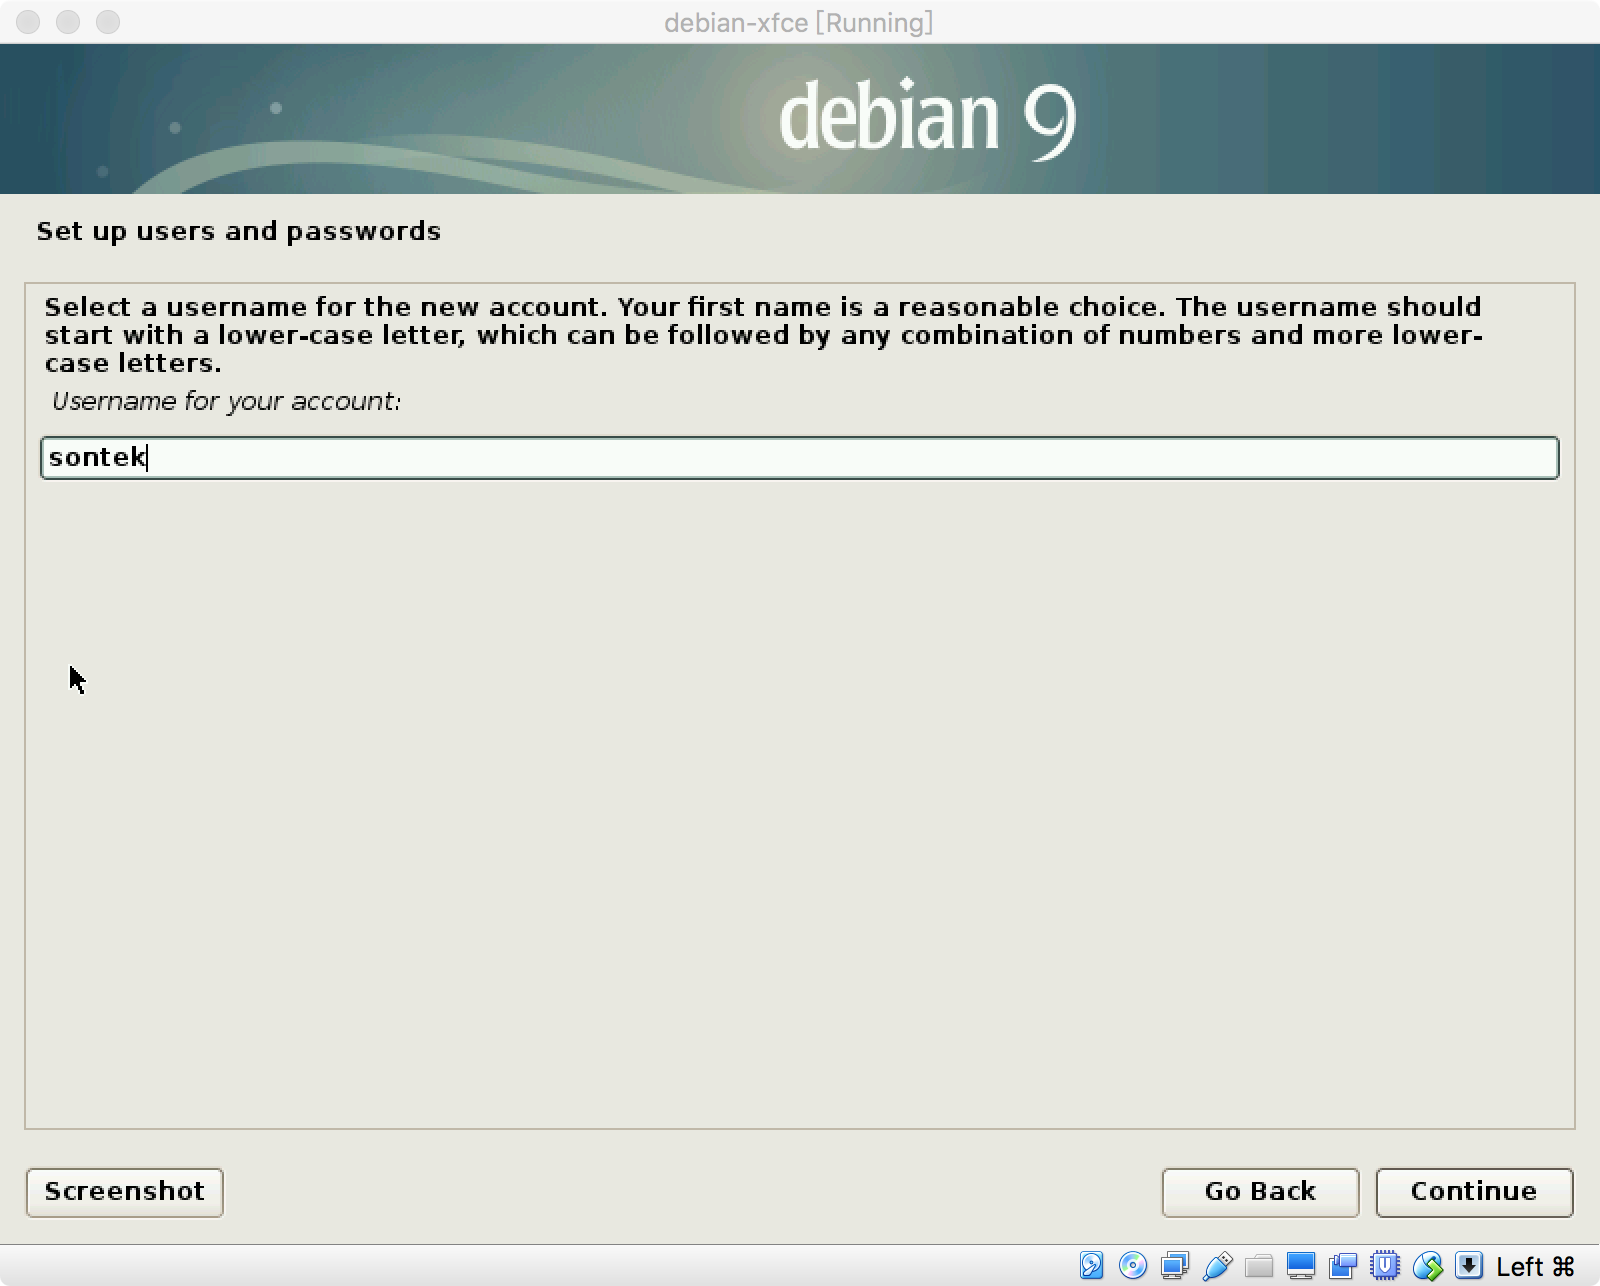 debian-xfce [Running]
debian 9
Set up users and passwords
Select a username for the new account. Your first name is a reasonable choice. The username should
start with a lower-case letter, which can be followed by any combination of numbers and more lower-
case letters.
Username for your account:
sontek
Screenshot
Go Back
Continue
Left ⌘